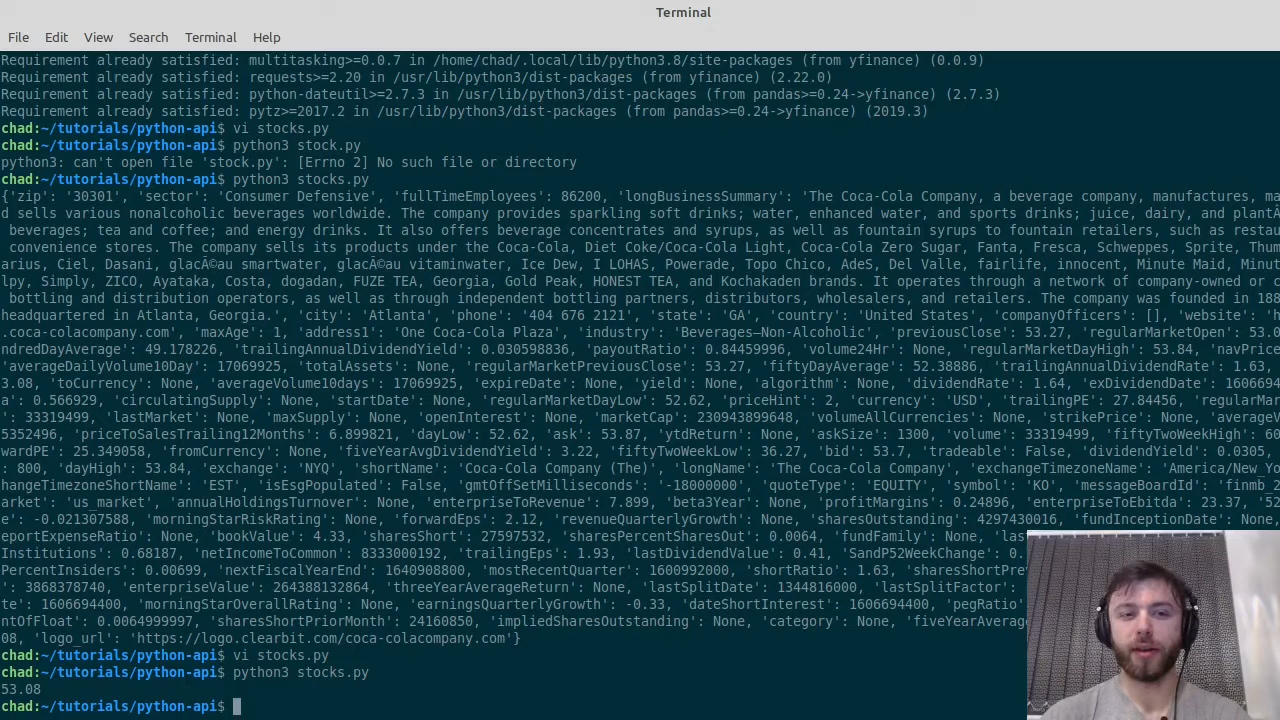 Terminal
File Edit View Search Terminal Help
Requirement already satisfied: multitasking>=0.0.7 in /home/chad/.local/lib/python3.8/site-packages (from yfinance) (0.0.9)
Requirement already satisfied: requests>=2.20 in /usr/lib/python3/dist-packages (from yfinance) (2.22.0)
Requirement already satisfied: python-dateutil>=2.7.3 in /usr/lib/python3/dist-packages (from pandas>=0.24->yfinance) (2.7.3)
Requirement already satisfied: pytz>=2017.2 in /usr/lib/python3/dist-packages (from pandas>=0.24->yfinance) (2019.3)
chad:~/tutorials/python-api$ vi stocks.py
chad:~/tutorials/python-api$ python3 stock.py
python3: can't open file 'stock.py': [Errno 2] No such file or directory
chad:~/tutorials/python-api$ python3 stocks.py
{'zip': '30301', 'sector': 'Consumer Defensive', 'fullTimeEmployees': 86200, 'longBusinessSummary': 'The Coca-Cola Company, a beverage company, manufactures, ma
d sells various nonalcoholic beverages worldwide. The company provides sparkling soft drinks; water, enhanced water, and sports drinks; juice, dairy, and plantÂ
beverages; tea and coffee; and energy drinks. It also offers beverage concentrates and syrups, as well as fountain syrups to fountain retailers, such as restau
convenience stores. The company sells its products under the Coca-Cola, Diet Coke/Coca-Cola Light, Coca-Cola Zero Sugar, Fanta, Fresca, Schweppes, Sprite, Thum
arius, Ciel, Dasani, glacÃ©au smartwater, glacÃ©au vitaminwater, Ice Dew, I LOHAS, Powerade, Topo Chico, AdeS, Del Valle, fairlife, innocent, Minute Maid, Minut
lpy, Simply, ZICO, Ayataka, Costa, dogadan, FUZE TEA, Georgia, Gold Peak, HONEST TEA, and Kochakaden brands. It operates through a network of company-owned or c
bottling and distribution operators, as well as through independent bottling partners, distributors, wholesalers, and retailers. The company was founded in 188
headquartered in Atlanta, Georgia.', 'city': 'Atlanta', 'phone': '404 676 2121', 'state': 'GA', 'country': 'United States', 'companyOfficers': [], 'website': 'h
.coca-colacompany.com', 'maxAge': 1, 'address1': 'One Coca-Cola Plaza', 'industry': 'Beverages—Non-Alcoholic', 'previousClose': 53.27, 'regularMarketOpen': 53.0
ndredDayAverage': 49.178226, 'trailingAnnualDividendYield': 0.030598836, 'payoutRatio': 0.84459996, 'volume24Hr': None, 'regularMarketDayHigh': 53.84, 'navPrice
'averageDailyVolume10Day': 17069925, 'totalAssets': None, 'regularMarketPreviousClose': 53.27, 'fiftyDayAverage': 52.38886, 'trailingAnnualDividendRate': 1.63,
3.08, 'toCurrency': None, 'averageVolume10days': 17069925, 'expireDate': None, 'yield': None, 'algorithm': None, 'dividendRate': 1.64, 'exDividendDate': 1606694
a': 0.566929, 'circulatingSupply': None, 'startDate': None, 'regularMarketDayLow': 52.62, 'priceHint': 2, 'currency': 'USD', 'trailingPE': 27.84456, 'regularMar
': 33319499, 'lastMarket': None, 'maxSupply': None, 'openInterest': None, 'marketCap': 230943899648, 'volumeAllCurrencies': None, 'strikePrice': None, 'averageV
5352496, 'priceToSalesTrailing12Months': 6.899821, 'dayLow': 52.62, 'ask': 53.87, 'ytdReturn': None, 'askSize': 1300, 'volume': 33319499, 'fiftyTwoWeekHigh': 60
wardPE': 25.349058, 'fromCurrency': None, 'fiveYearAvgDividendYield': 3.22, 'fiftyTwoWeekLow': 36.27, 'bid': 53.7, 'tradeable': False, 'dividendYield': 0.0305,
: 800, 'dayHigh': 53.84, 'exchange': 'NYQ', 'shortName': 'Coca-Cola Company (The)', 'longName': 'The Coca-Cola Company', 'exchangeTimezoneName': 'America/New_Yo
hangeTimezoneShortName': 'EST', 'isEsgPopulated': False, 'gmtOffSetMilliseconds': '-18000000', 'quoteType': 'EQUITY', 'symbol': 'KO', 'messageBoardId': 'finmb_2
arket': 'us_market', 'annualHoldingsTurnover': None, 'enterpriseToRevenue': 7.899, 'beta3Year': None, 'profitMargins': 0.24896, 'enterpriseToEbitda': 23.37, '52
e': -0.021307588, 'morningStarRiskRating': None, 'forwardEps': 2.12, 'revenueQuarterlyGrowth': None, 'sharesOutstanding': 4297430016, 'fundInceptionDate': None,
eportExpenseRatio': None, 'bookValue': 4.33, 'sharesShort': 27597532, 'sharesPercentSharesOut': 0.0064, 'fundFamily': None, 'las
Institutions': 0.68187, 'netIncomeToCommon': 8333000192, 'trailingEps': 1.93, 'lastDividendValue': 0.41, 'SandP52WeekChange': 0.
PercentInsiders': 0.00699, 'nextFiscalYearEnd': 1640908800, 'mostRecentQuarter': 1600992000, 'shortRatio': 1.63, 'sharesShortPre
': 3868378740, 'enterpriseValue': 264388132864, 'threeYearAverageReturn': None, 'lastSplitDate': 1344816000, 'lastSplitFactor':
te': 1606694400, 'morningStarOverallRating': None, 'earningsQuarterlyGrowth': -0.33, 'dateShortInterest': 1606694400, 'pegRatio'
ntOfFloat': 0.0064999997, 'sharesShortPriorMonth': 24160850, 'impliedSharesOutstanding': None, 'category': None, 'fiveYearAverag
08, 'logo_url': 'https://logo.clearbit.com/coca-colacompany.com'}
chad:~/tutorials/python-api$ vi stocks.py
chad:~/tutorials/python-api$ python3 stocks.py
53.08
chad:~/tutorials/python-api$